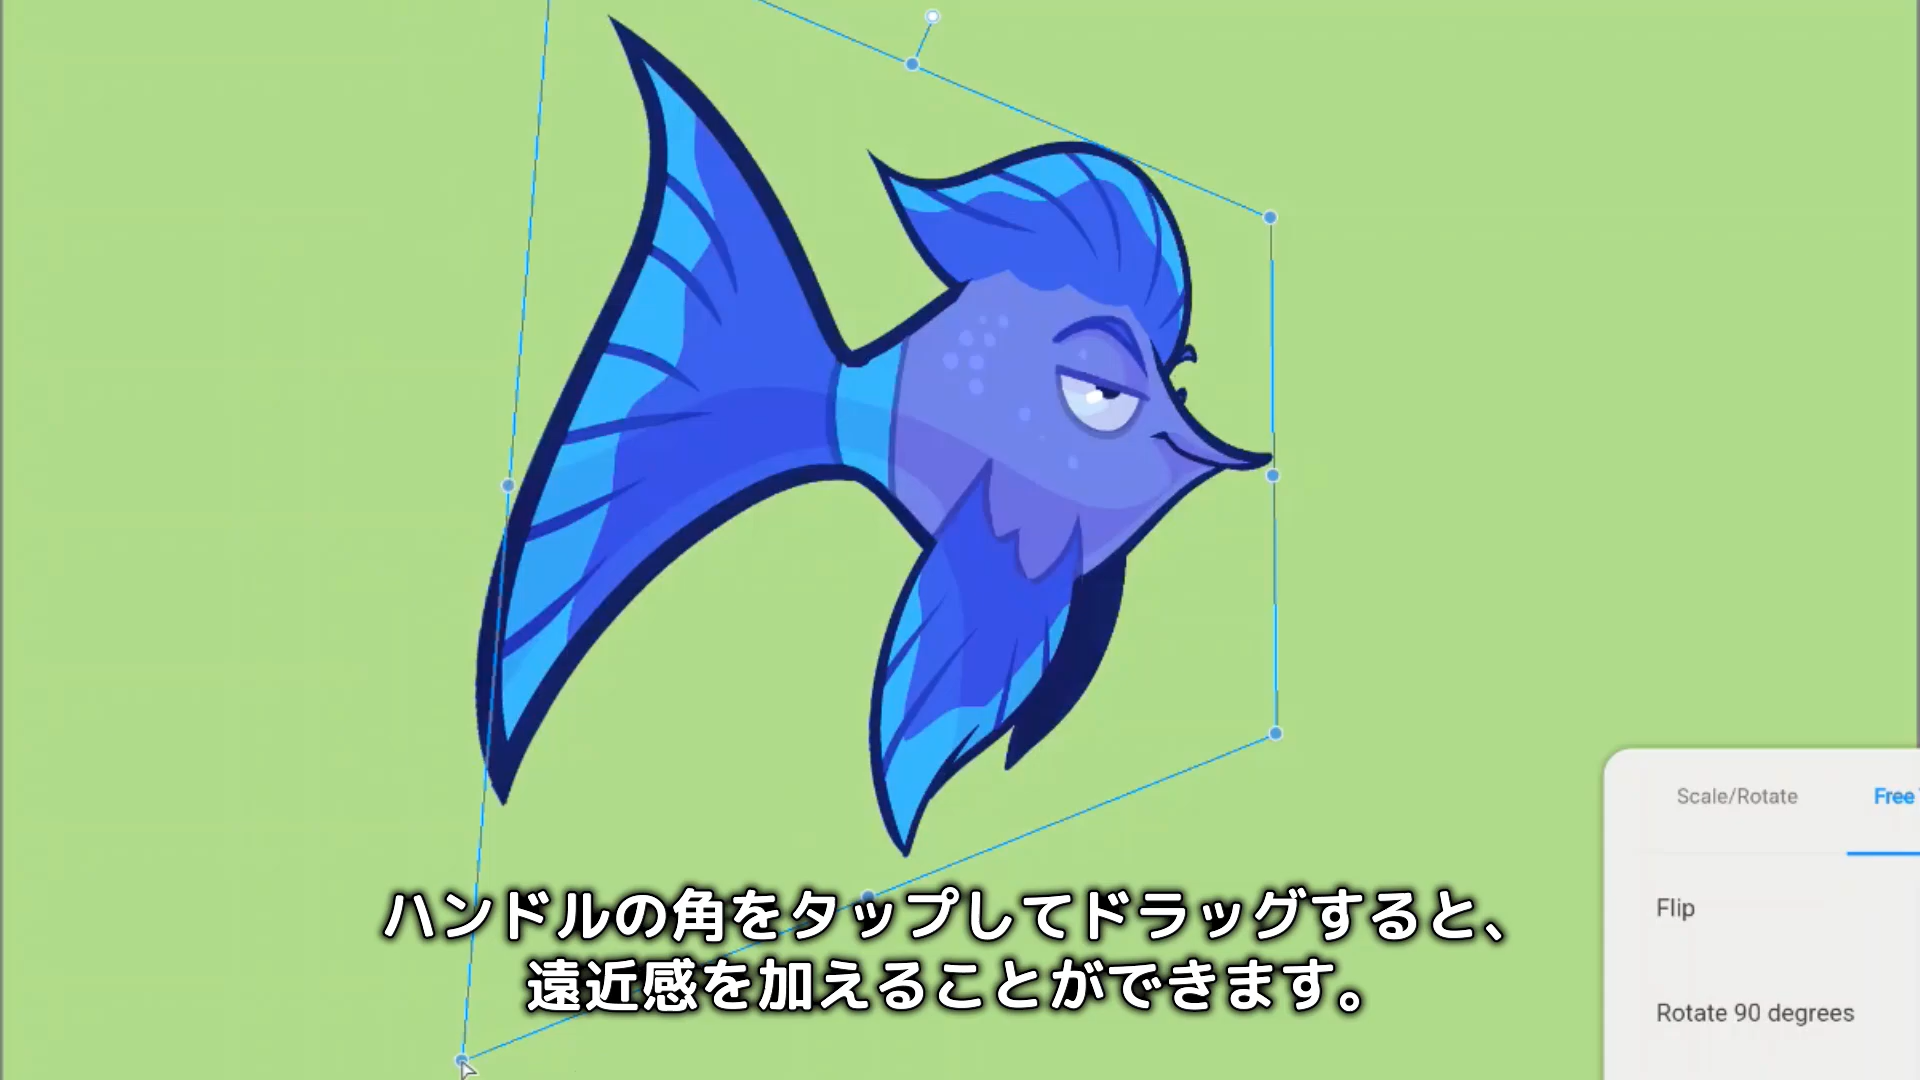 Scale/Rotate
Free
Flip
ハンドルの角をタップしてドラッグすると、
遠近感を加えることができます。
Rotate 90 degrees